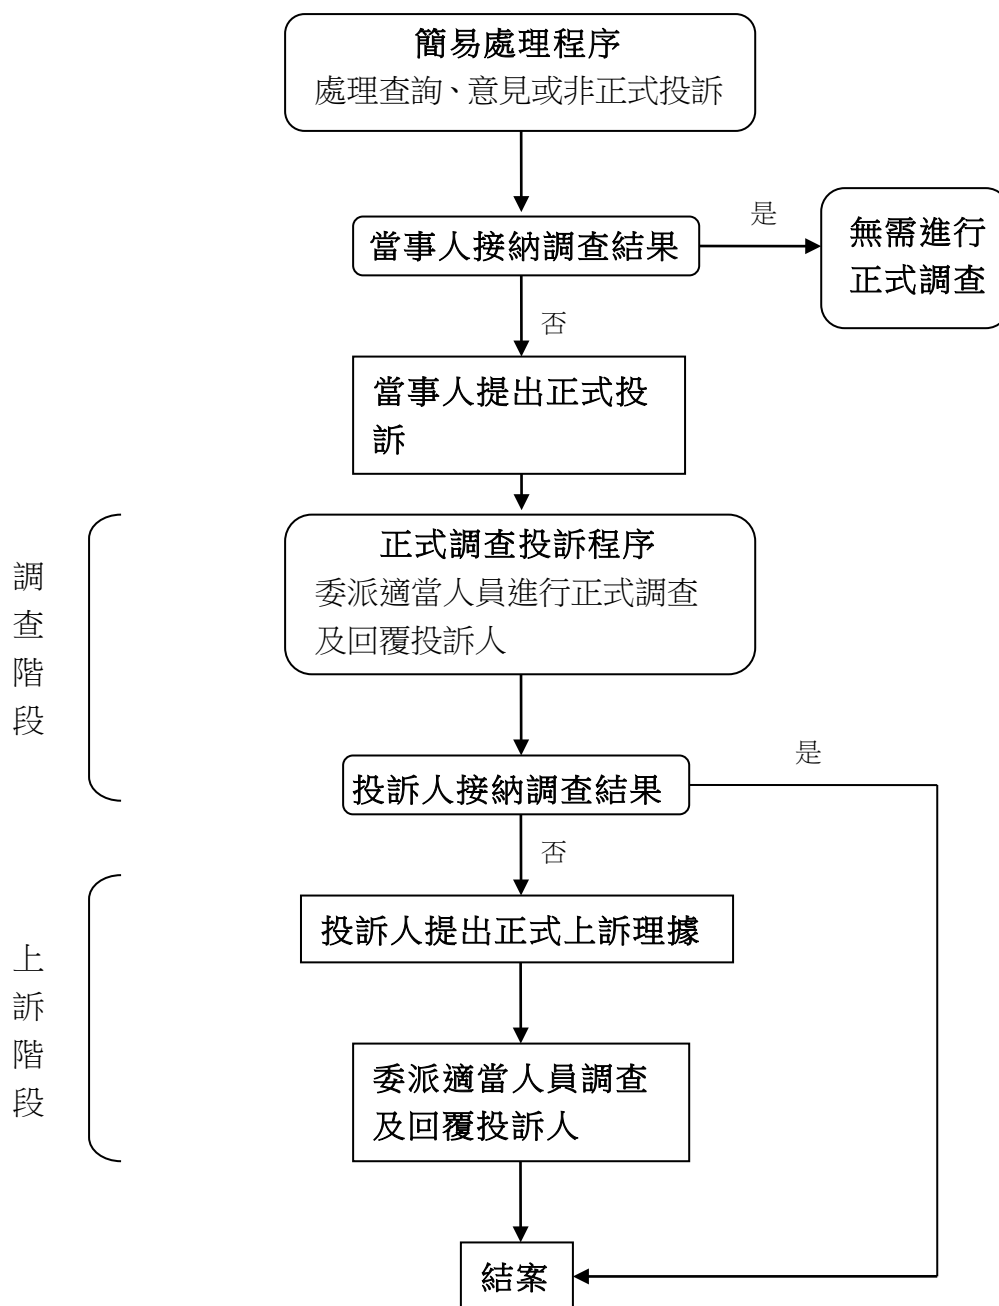 簡易處理程序
處理查詢、意見或非正式投訴
當事人接納調查結果
是
無需進行
正式調查
否
當事人提出正式投
訴
調查階段
正式調查投訴程序
委派適當人員進行正式調查
及回覆投訴人
投訴人接納調查結果
是
否
上訴階段
投訴人提出正式上訴理據
委派適當人員調查
及回覆投訴人
結案